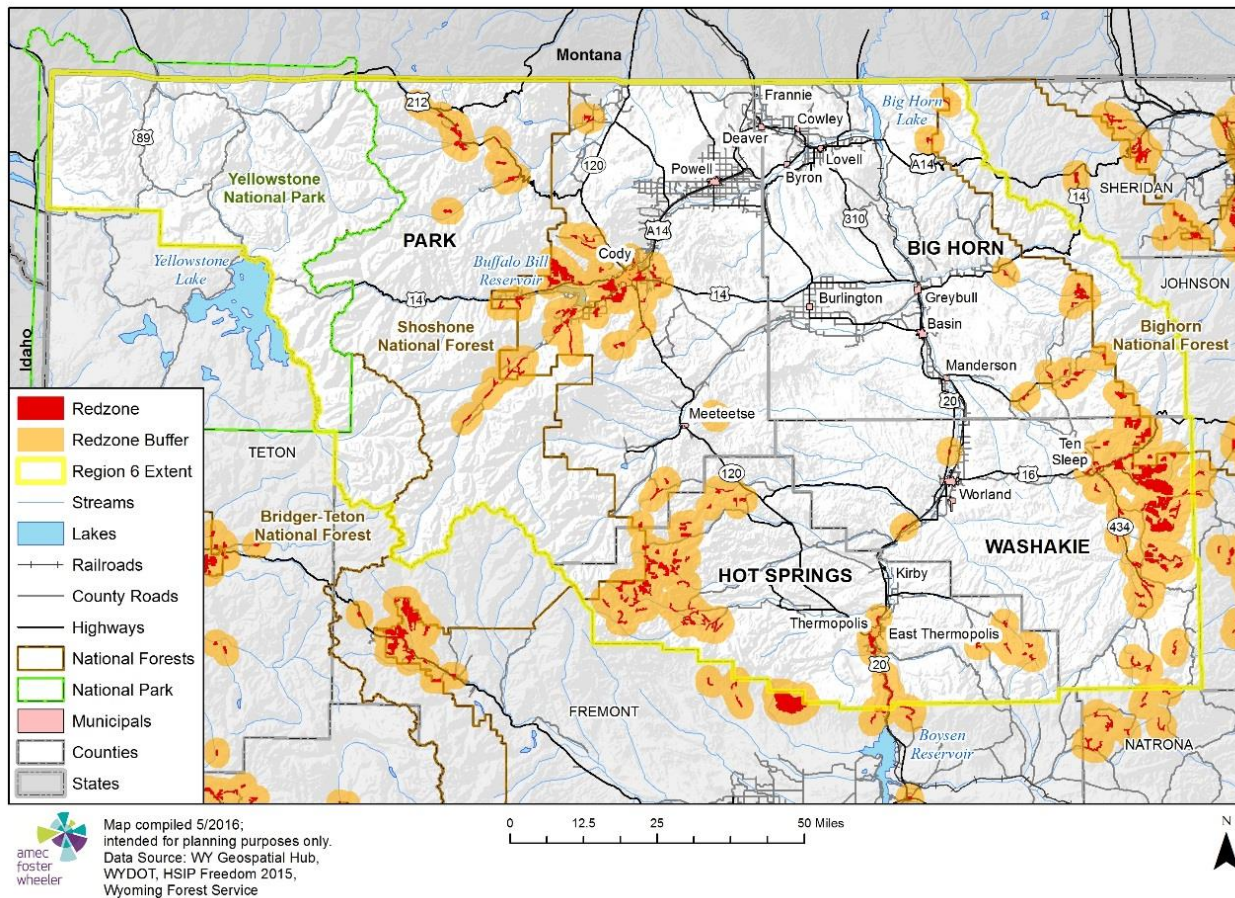 Montana
212
Frannie
Big Horn
Lake
89
Cowley
Deaver
120
Lovell
A14
Powell
Byron
Yellowstone
National Park
SHERIDAN
14
310
PARK
A14
BIG HORN
Cody
Yellowstone
Lake
Buffalo Bill
Reservoir
14
14
Burlington
Greybull
JOHNSON
Idaho
Shoshone
National Forest
Basin
Bighorn
National Forest
Manderson
20
Meeteetse
Ten
Sleep
TETON
120
16
Worland
Bridger-Teton
National Forest
434
WASHAKIE
HOT SPRINGS
Kirby
Thermopolis
East Thermopolis
20
FREMONT
Boysen
Reservoir
NATRONA
Redzone
Redzone Buffer
Region 6 Extent
Streams
Lakes
Railroads
County Roads
Highways
National Forests
National Park
Municipals
Counties
States
amec
foster
wheeler
Map compiled 5/2016;
intended for planning purposes only.
Data Source: WY Geospatial Hub,
WYDOT, HSIP Freedom 2015,
Wyoming Forest Service
0 12.5 25 50 Miles
N